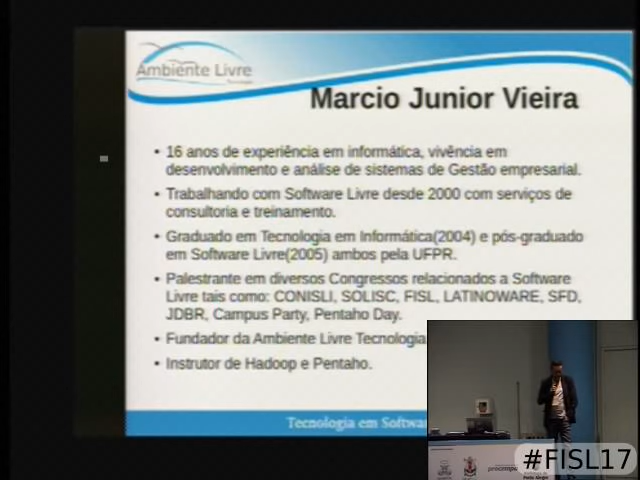 Ambiente Livre
Marcio Junior Vieira
• 16 anos de experiência em informática, vivência em
desenvolvimento e análise de sistemas de Gestão empresarial.
• Trabalhando com Software Livre desde 2000 com serviços de
consultoria e treinamento.
• Graduado em Tecnologia em Informática(2004) e pós-graduado
em Software Livre(2005) ambos pela UFPR.
• Palestrante em diversos Congressos relacionados a Software
Livre tais como: CONISLI, SOLISC, FISL, LATINOWARE, SFD,
JDBR, Campus Party, Pentaho Day.
• Fundador da Ambiente Livre Tecnologia
• Instrutor de Hadoop e Pentaho.
Tecnologia em Softwa
#FISL17